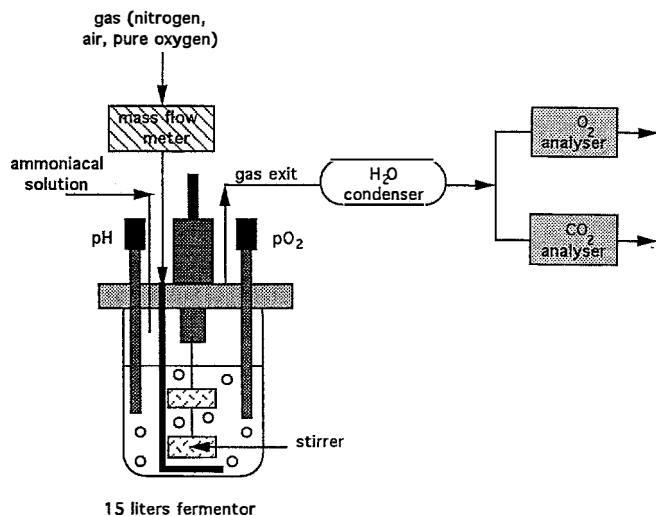 gas (nitrogen,
air, pure oxygen)
mass flow
meter
ammoniacal
solution
gas exit
H2O
condenser
O2
analyser
CO2
analyser
pH
pO2
stirrer
15 liters fermentor